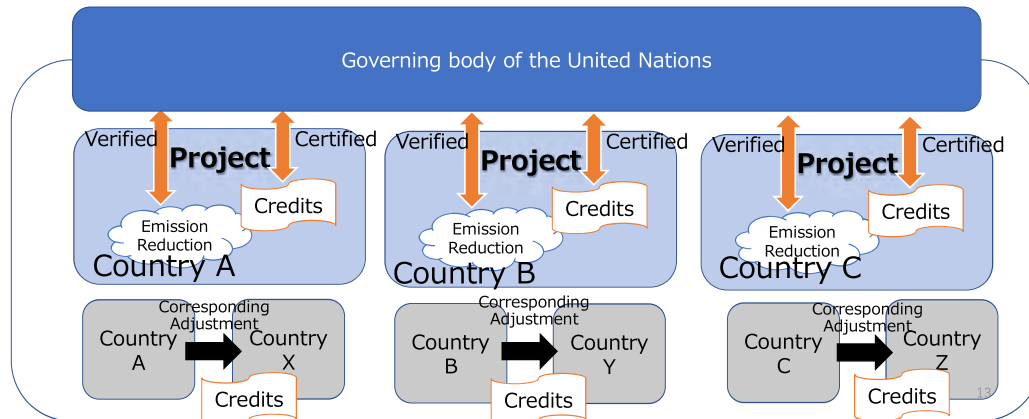 Governing body of the United Nations
Verified
Certified
Project
Credits
Emission
Reduction
Country A
Verified
Certified
Project
Credits
Emission
Reduction
Country B
Verified
Certified
Project
Credits
Emission
Reduction
Country C
Corresponding
Adjustment
Country
A
Country
X
Credits
Corresponding
Adjustment
Country
B
Country
Y
Credits
Corresponding
Adjustment
Country
C
Country
Z
Credits
13